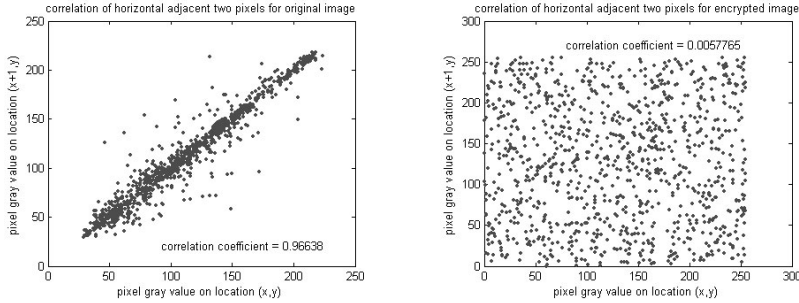 correlation of horizontal adjacent two pixels for original image
250
200
150
100
50
0
pixel gray value on location (x+1,y)
correlation coefficient = 0.96638
0 50 100 150 200 250
pixel gray value on location (x,y)
correlation of horizontal adjacent two pixels for encrypted image
300
250
200
150
100
50
0
pixel gray value on location (x+1,y)
correlation coefficient = 0.0057765
0 50 100 150 200 250 300
pixel gray value on location (x,y)